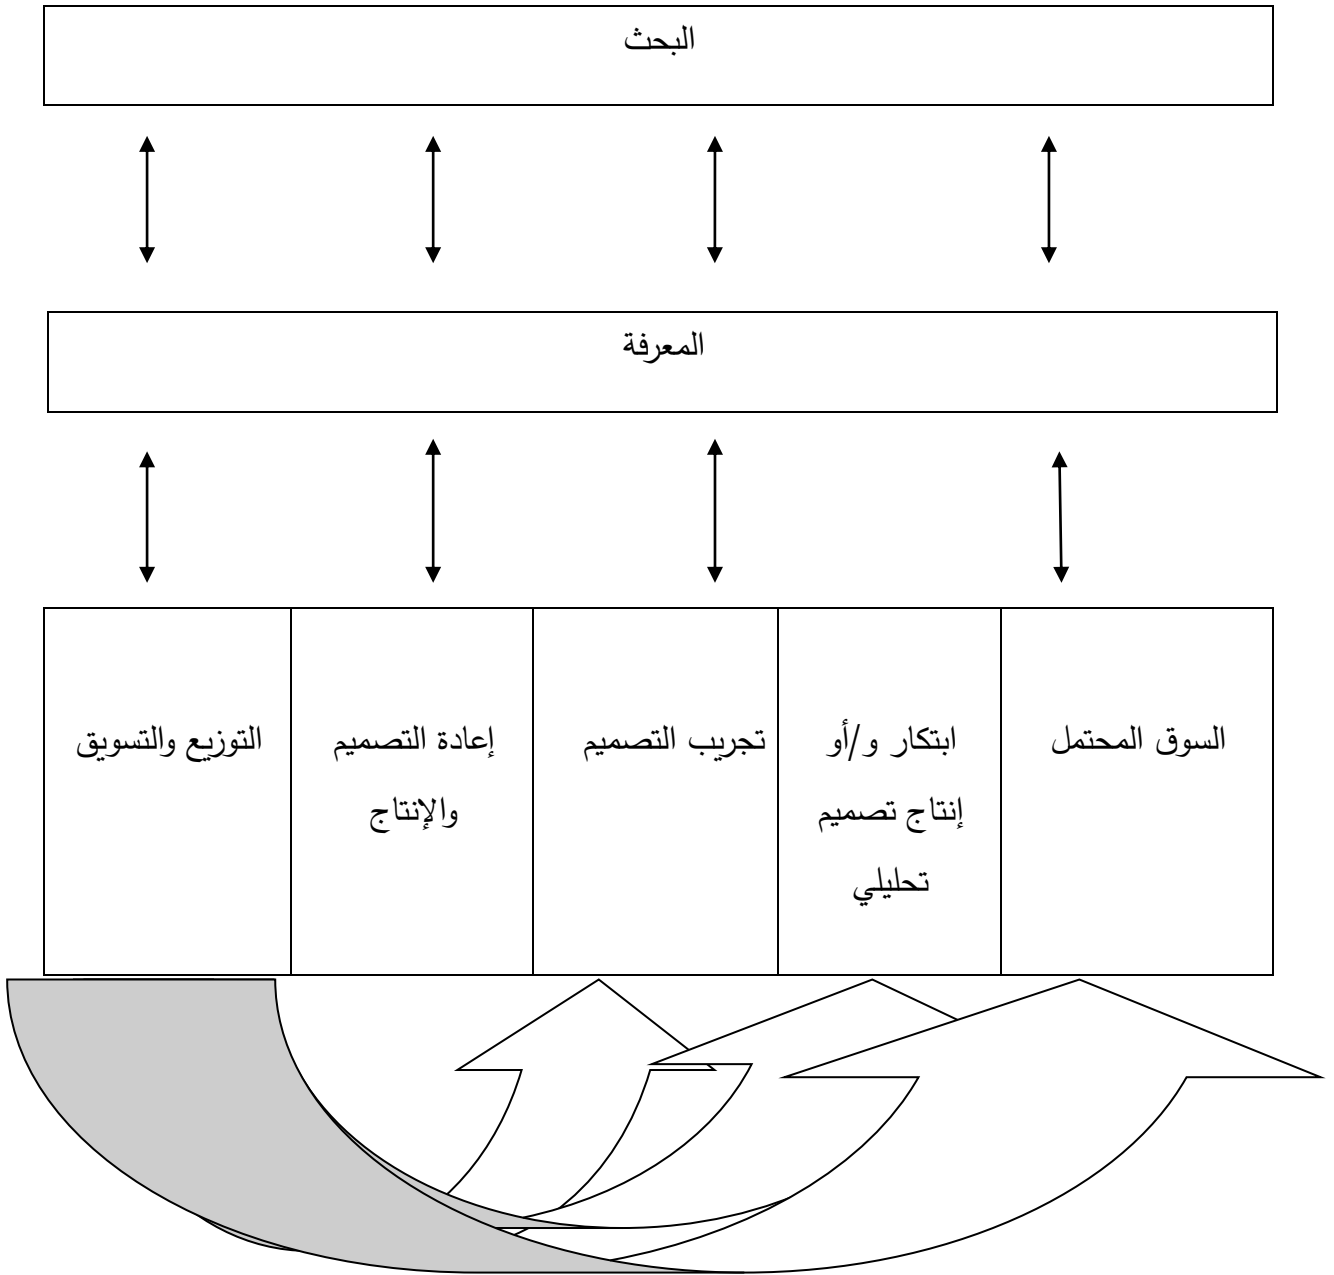 البحث
المعرفة
السوق المحتمل
ابتكار و/أو
إنتاج تصميم
تحليلي
تجريب التصميم
إعادة التصميم
والإنتاج
التوزيع والتسويق